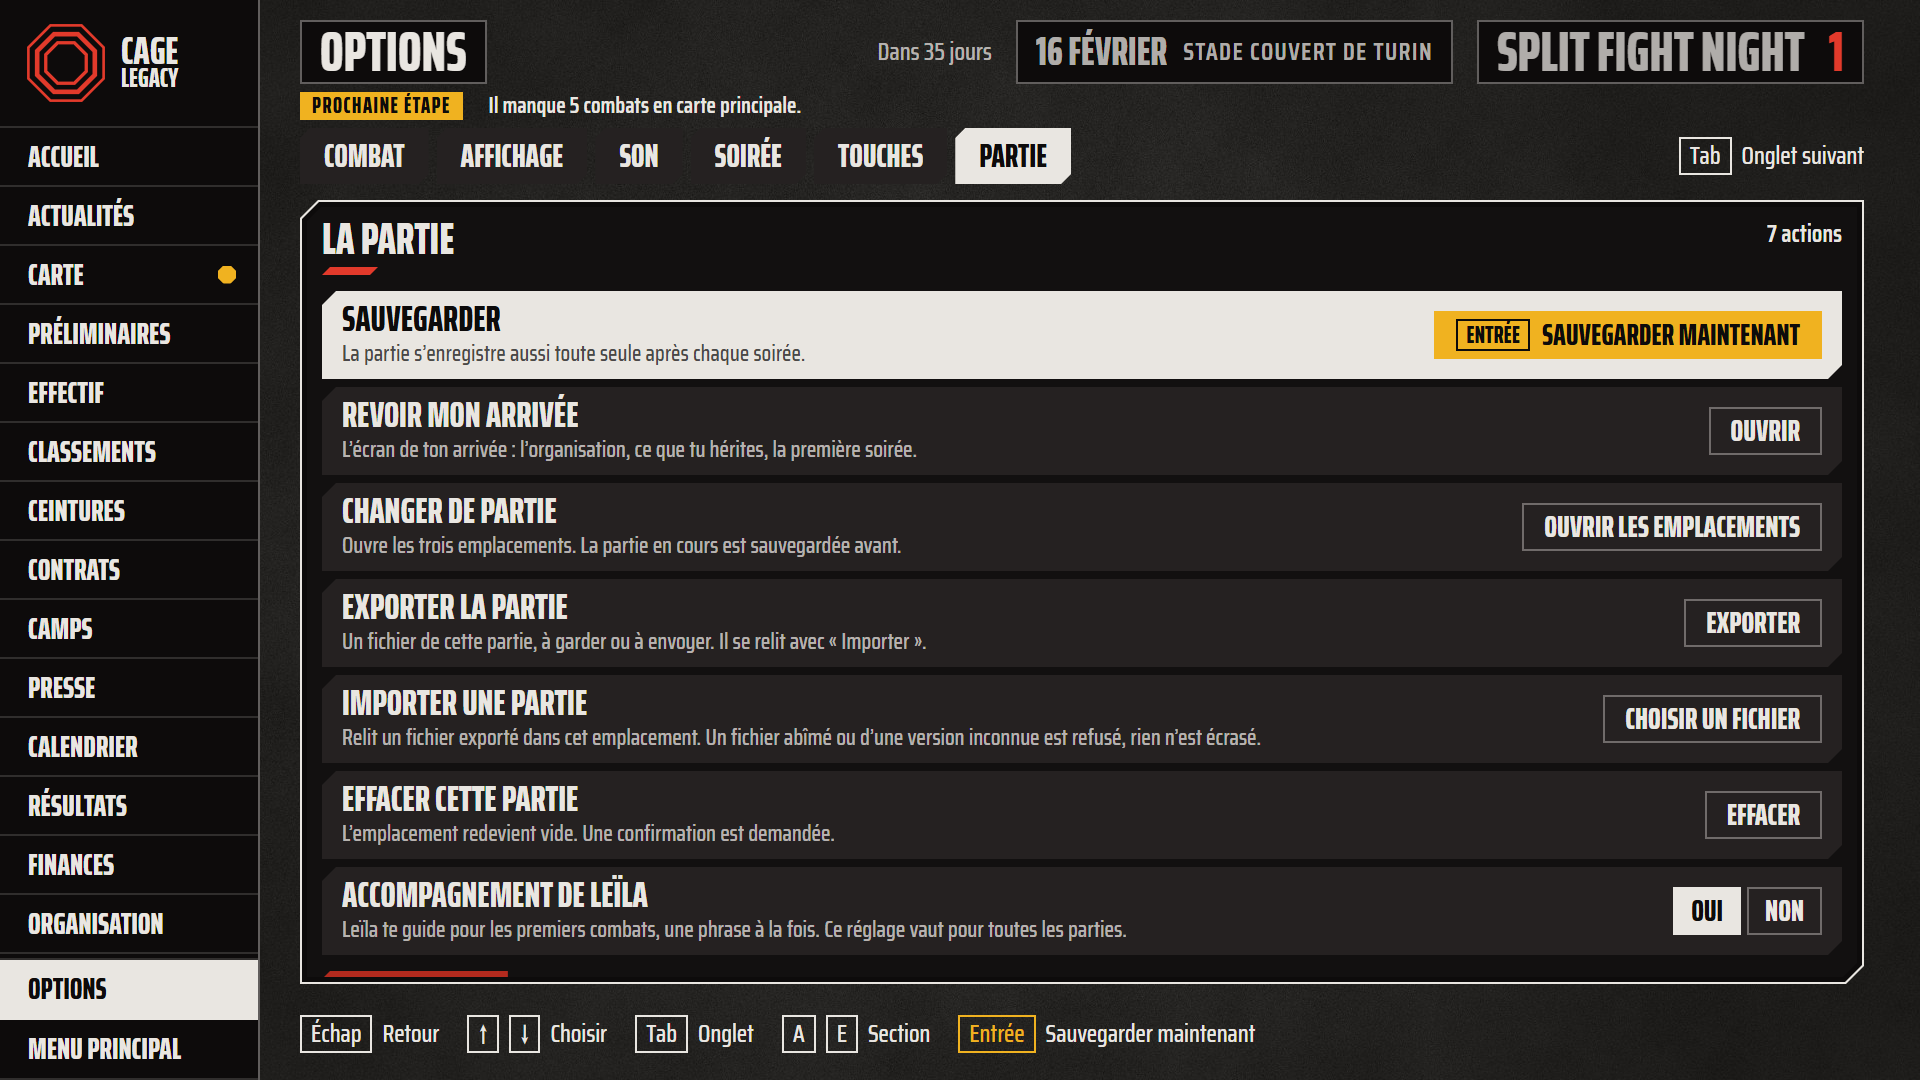 CAGE
LEGACY
ACCUEIL
ACTUALITÉS
CARTE
PRÉLIMINAIRES
EFFECTIF
CLASSEMENTS
CEINTURES
CONTRATS
CAMPS
PRESSE
CALENDRIER
RÉSULTATS
FINANCES
ORGANISATION
OPTIONS
MENU PRINCIPAL
OPTIONS
Dans 35 jours
16 FÉVRIER STADE COUVERT DE TURIN
SPLIT FIGHT NIGHT 1
PROCHAINE ÉTAPE Il manque 5 combats en carte principale.
COMBAT AFFICHAGE SON SOIRÉE TOUCHES PARTIE
Tab Onglet suivant
LA PARTIE
7 actions
SAUVEGARDER
La partie s’enregistre aussi toute seule après chaque soirée.
ENTRÉE SAUVEGARDER MAINTENANT
REVOIR MON ARRIVÉE
L’écran de ton arrivée : l’organisation, ce que tu hérites, la première soirée.
OUVRIR
CHANGER DE PARTIE
Ouvre les trois emplacements. La partie en cours est sauvegardée avant.
OUVRIR LES EMPLACEMENTS
EXPORTER LA PARTIE
Un fichier de cette partie, à garder ou à envoyer. Il se relit avec « Importer ».
EXPORTER
IMPORTER UNE PARTIE
Relit un fichier exporté dans cet emplacement. Un fichier abîmé ou d’une version inconnue est refusé, rien n’est écrasé.
CHOISIR UN FICHIER
EFFACER CETTE PARTIE
L’emplacement redevient vide. Une confirmation est demandée.
EFFACER
ACCOMPAGNEMENT DE LEÏLA
Leïla te guide pour les premiers combats, une phrase à la fois. Ce réglage vaut pour toutes les parties.
OUI NON
Échap Retour ↑ ↓ Choisir Tab Onglet A E Section Entrée Sauvegarder maintenant